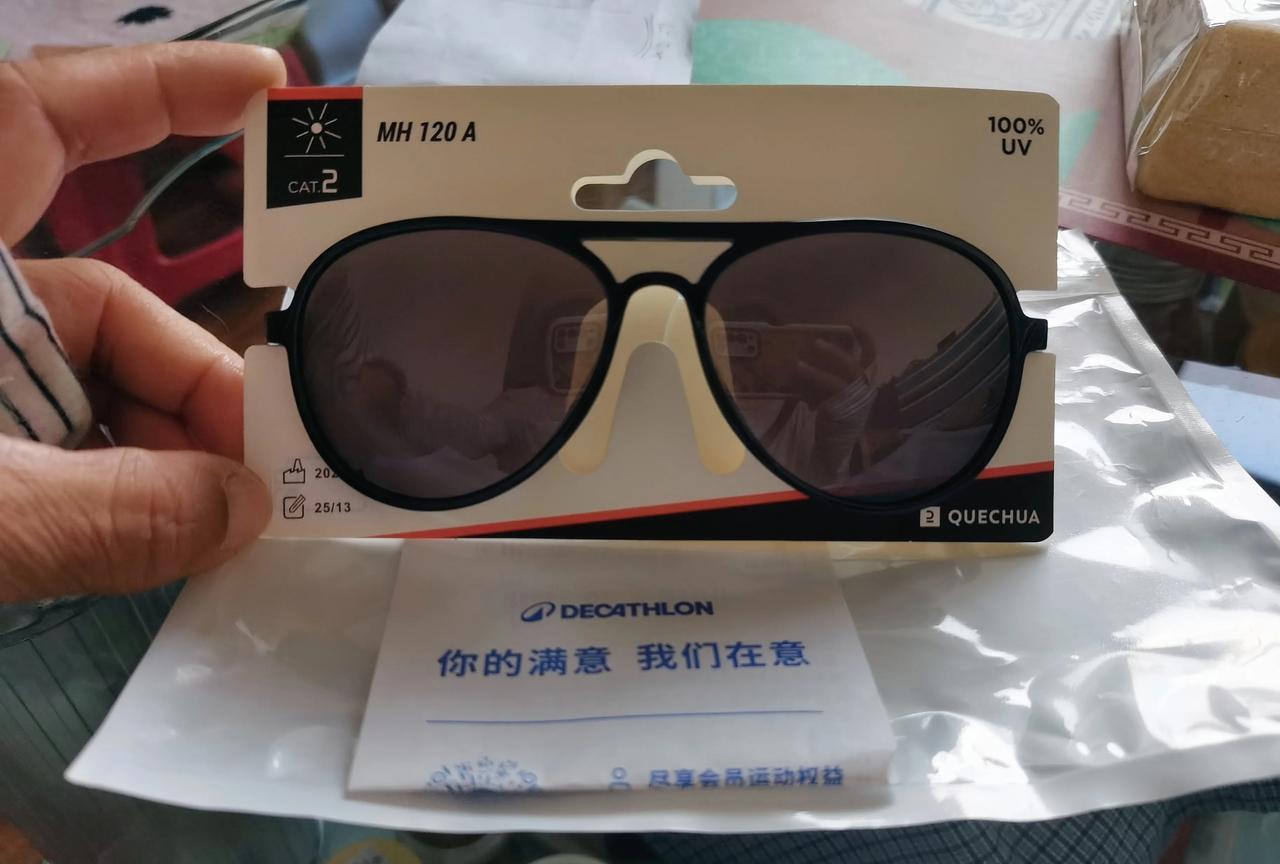 CAT.2
MH 120 A
100%
UV
25/13
QUECHUA
DECATHLON
你的满意 我们在意
尽享会员运动权益